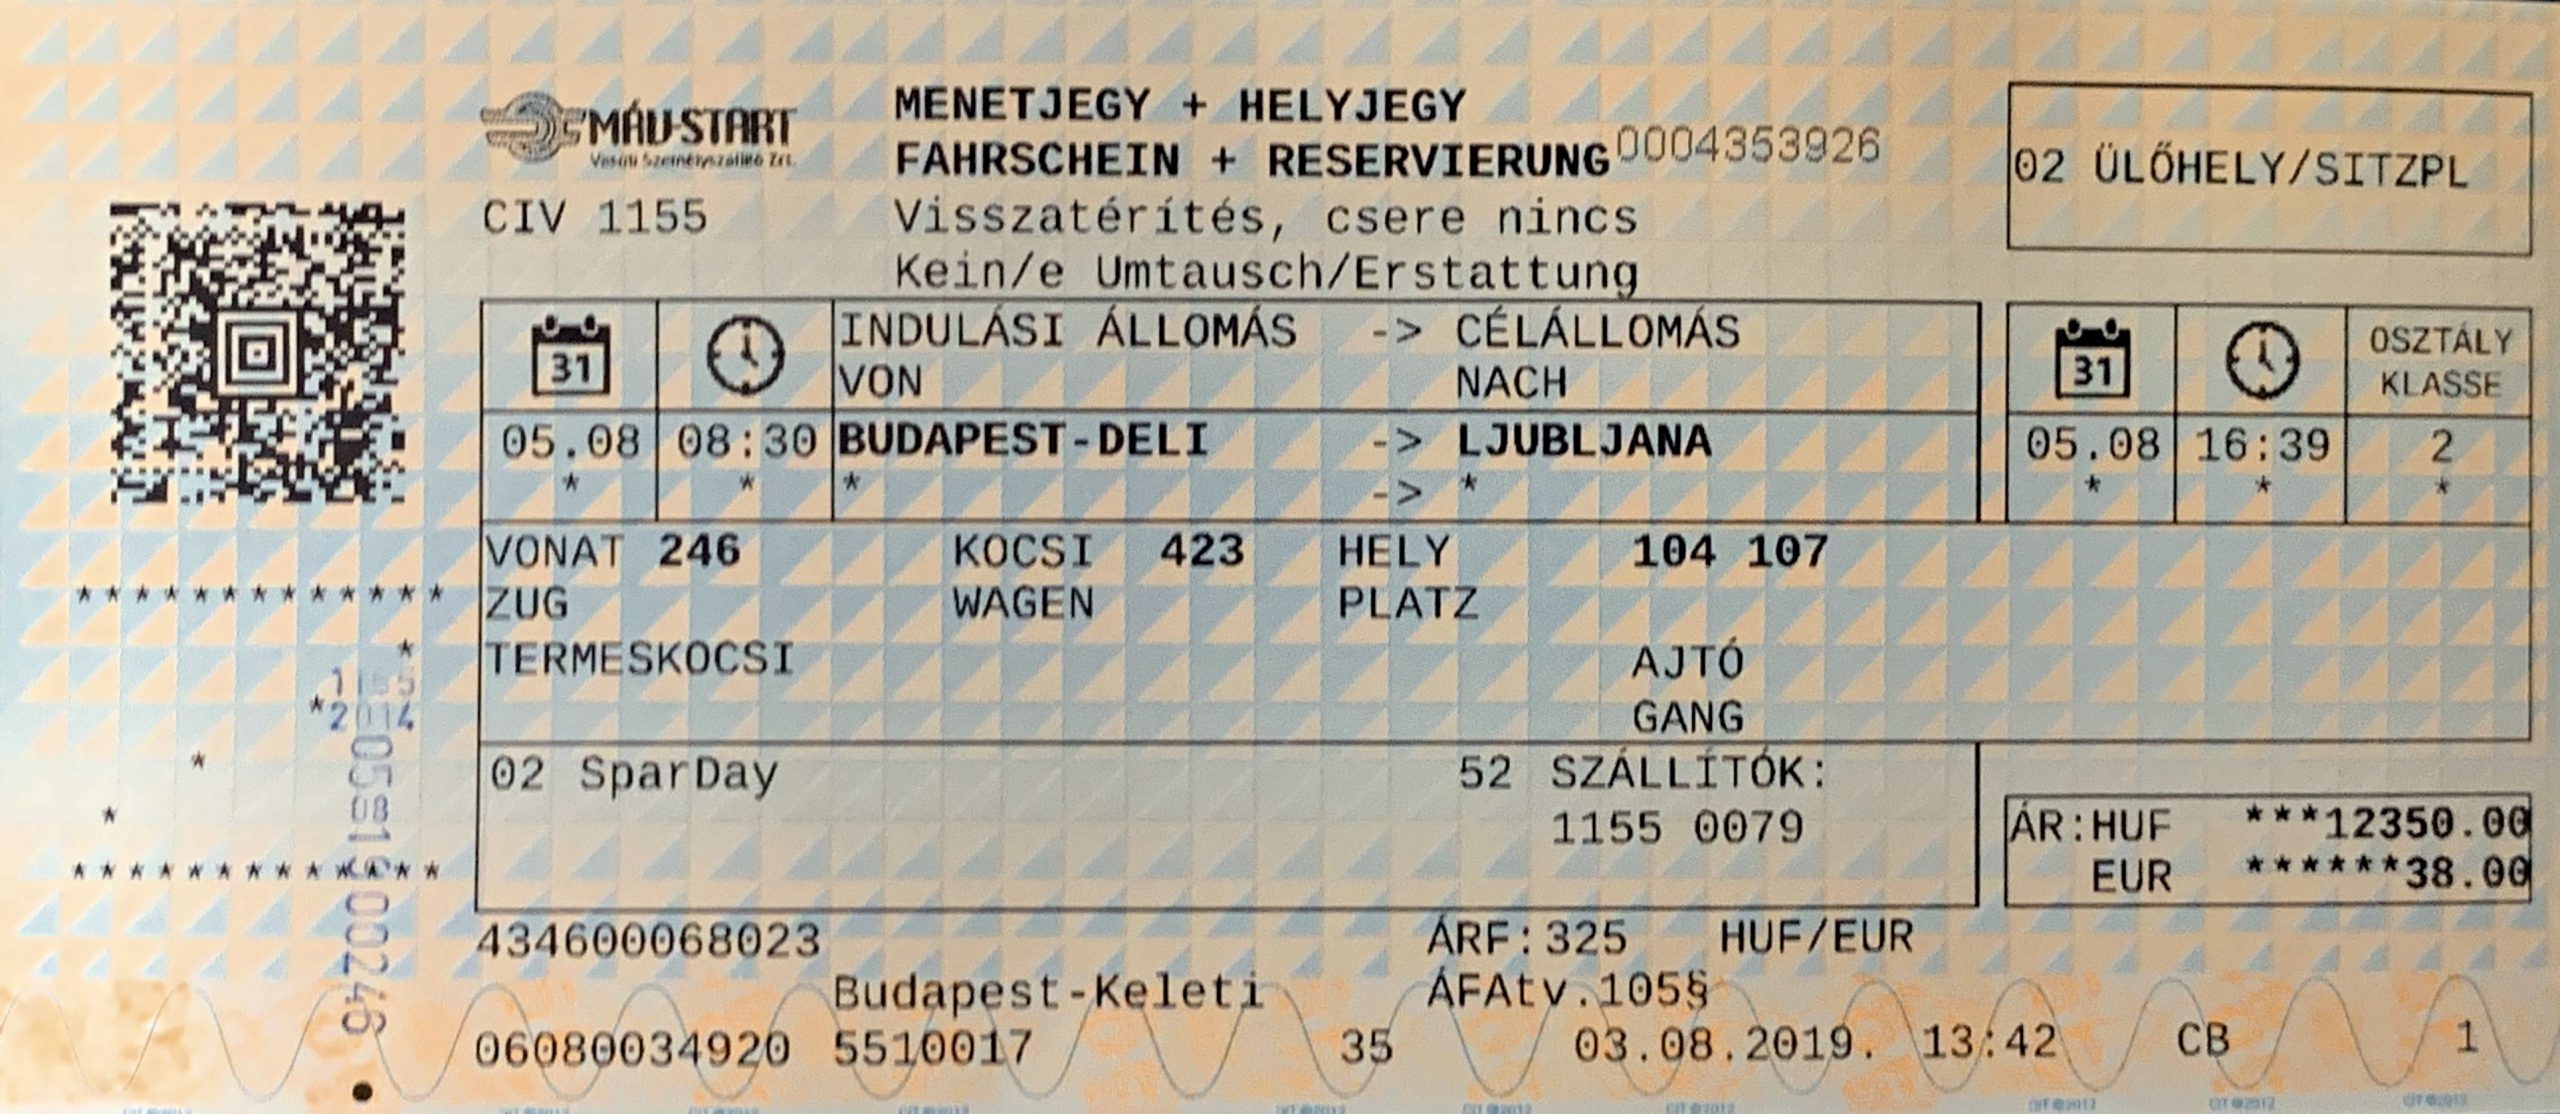 MÁV-START
Vasúti Személyszállító Zrt.
CIV 1155
MENETJEGY + HELYJEGY
FAHRSCHEIN + RESERVIERUNG 0004353926
Visszatérítés, csere nincs
Kein/e Umtausch/Erstattung
02 ÜLŐHELY/SITZPL
31 INDULÁSI ÁLLOMÁS -> CÉLÁLLOMÁS 31 OSZTÁLY
VON NACH KLASSE
05.08 08:30 BUDAPEST-DELI -> LJUBLJANA 05.08 16:39 2
* * * -> * * * *
VONAT 246 KOCSI 423 HELY 104 107
* * * * * * * * * * * * *
ZUG WAGEN PLATZ
TERMESKOCSI AJTÓ
GANG
*
*
*
*
* * * * * * * * * * * * *
02 SparDay 52 SZÁLLÍTÓK:
1155 0079
ÁR:HUF ***12350.00
EUR ******38.00
434600068023 ÁRF:325 HUF/EUR
Budapest-Keleti ÁFAtv.105§
06080034920 5510017 35 03.08.2019. 13:42 CB 1
CIT ©2012